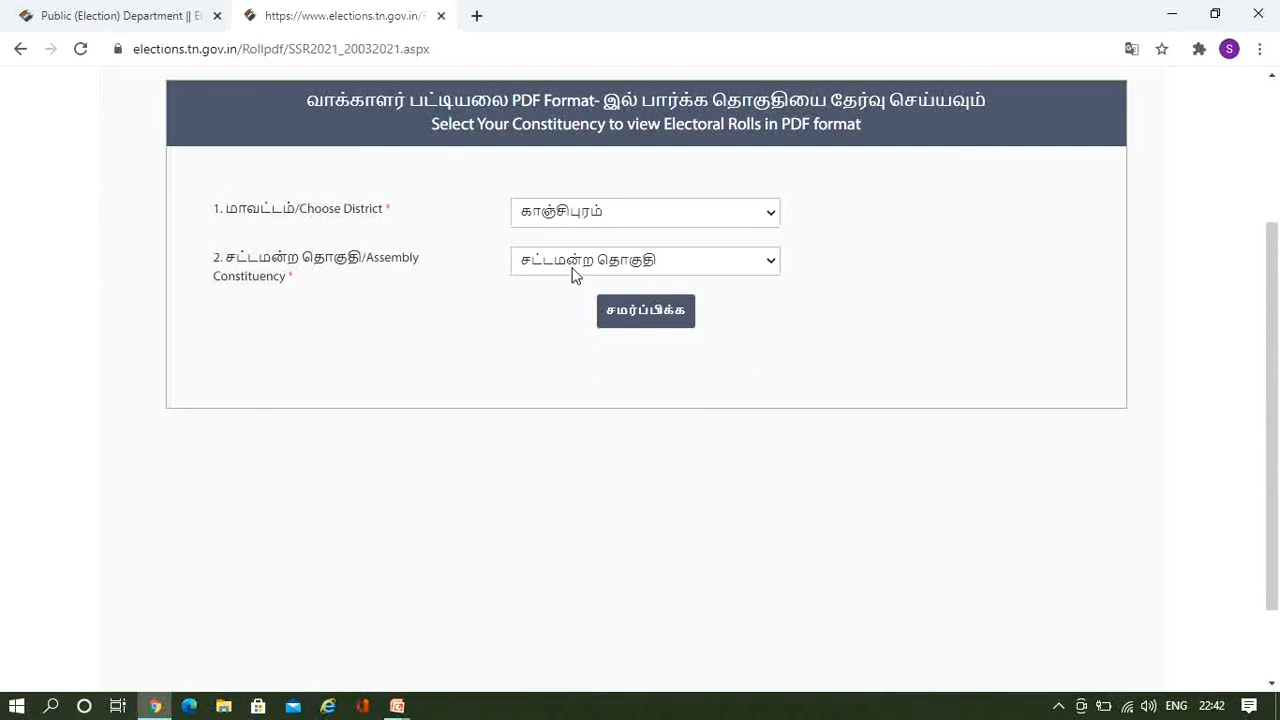 Public (Election) Department || El
https://www.elections.tn.gov.in/R
elections.tn.gov.in/Rollpdf/SSR2021_20032021.aspx
S
வாக்காளர் பட்டியலை PDF Format- இல் பார்க்க தொகுதியை தேர்வு செய்யவும்
Select Your Constituency to view Electoral Rolls in PDF format
1. மாவட்டம்/Choose District *
காஞ்சிபுரம்
2. சட்டமன்ற தொகுதி/Assembly
Constituency *
சட்டமன்ற தொகுதி
சமர்ப்பிக்க
ENG 22:42